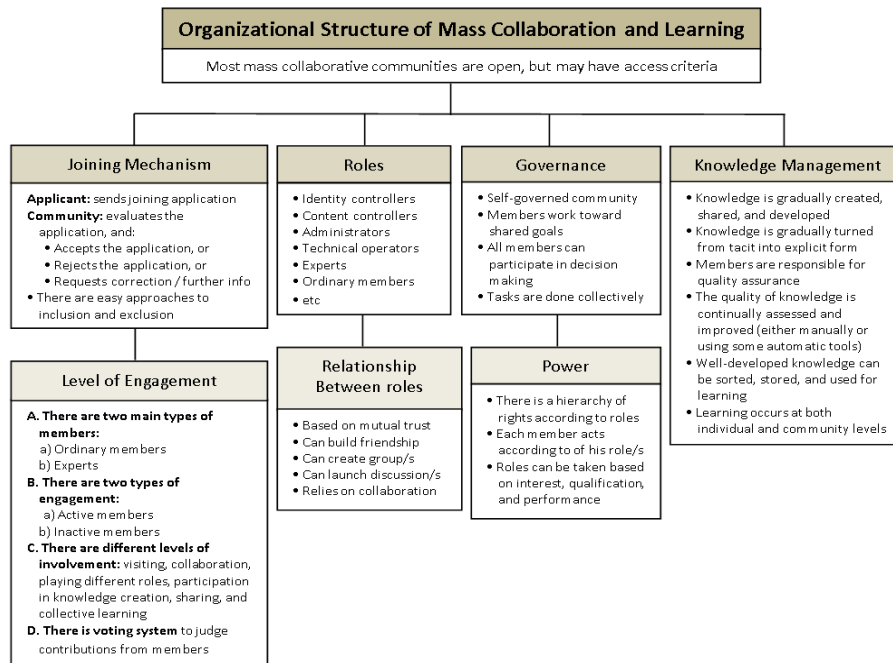 Organizational Structure of Mass Collaboration and Learning
Most mass collaborative communities are open, but may have access criteria
Joining Mechanism
Applicant: sends joining application
Community: evaluates the
application, and:
• Accepts the application, or
• Rejects the application, or
• Requests correction / further info
• There are easy approaches to
inclusion and exclusion
Roles
• Identity controllers
• Content controllers
• Administrators
• Technical operators
• Experts
• Ordinary members
• etc
Governance
• Self-governed community
• Members work toward
shared goals
• All members can
participate in decision
making
• Tasks are done collectively
Knowledge Management
• Knowledge is gradually created,
shared, and developed
• Knowledge is gradually turned
from tacit into explicit form
• Members are responsible for
quality assurance
• The quality of knowledge is
continually assessed and
improved (either manually or
using some automatic tools)
• Well-developed knowledge can
be sorted, stored, and used for
learning
• Learning occurs at both
individual and community levels
Level of Engagement
A. There are two main types of
members:
a) Ordinary members
b) Experts
B. There are two types of
engagement:
a) Active members
b) Inactive members
C. There are different levels of
involvement: visiting, collaboration,
playing different roles, participation
in knowledge creation, sharing, and
collective learning
D. There is voting system to judge
contributions from members
Relationship
Between roles
• Based on mutual trust
• Can build friendship
• Can create group/s
• Can launch discussion/s
• Relies on collaboration
Power
• There is a hierarchy of
rights according to roles
• Each member acts
according to of his role/s
• Roles can be taken based
on interest, qualification,
and performance